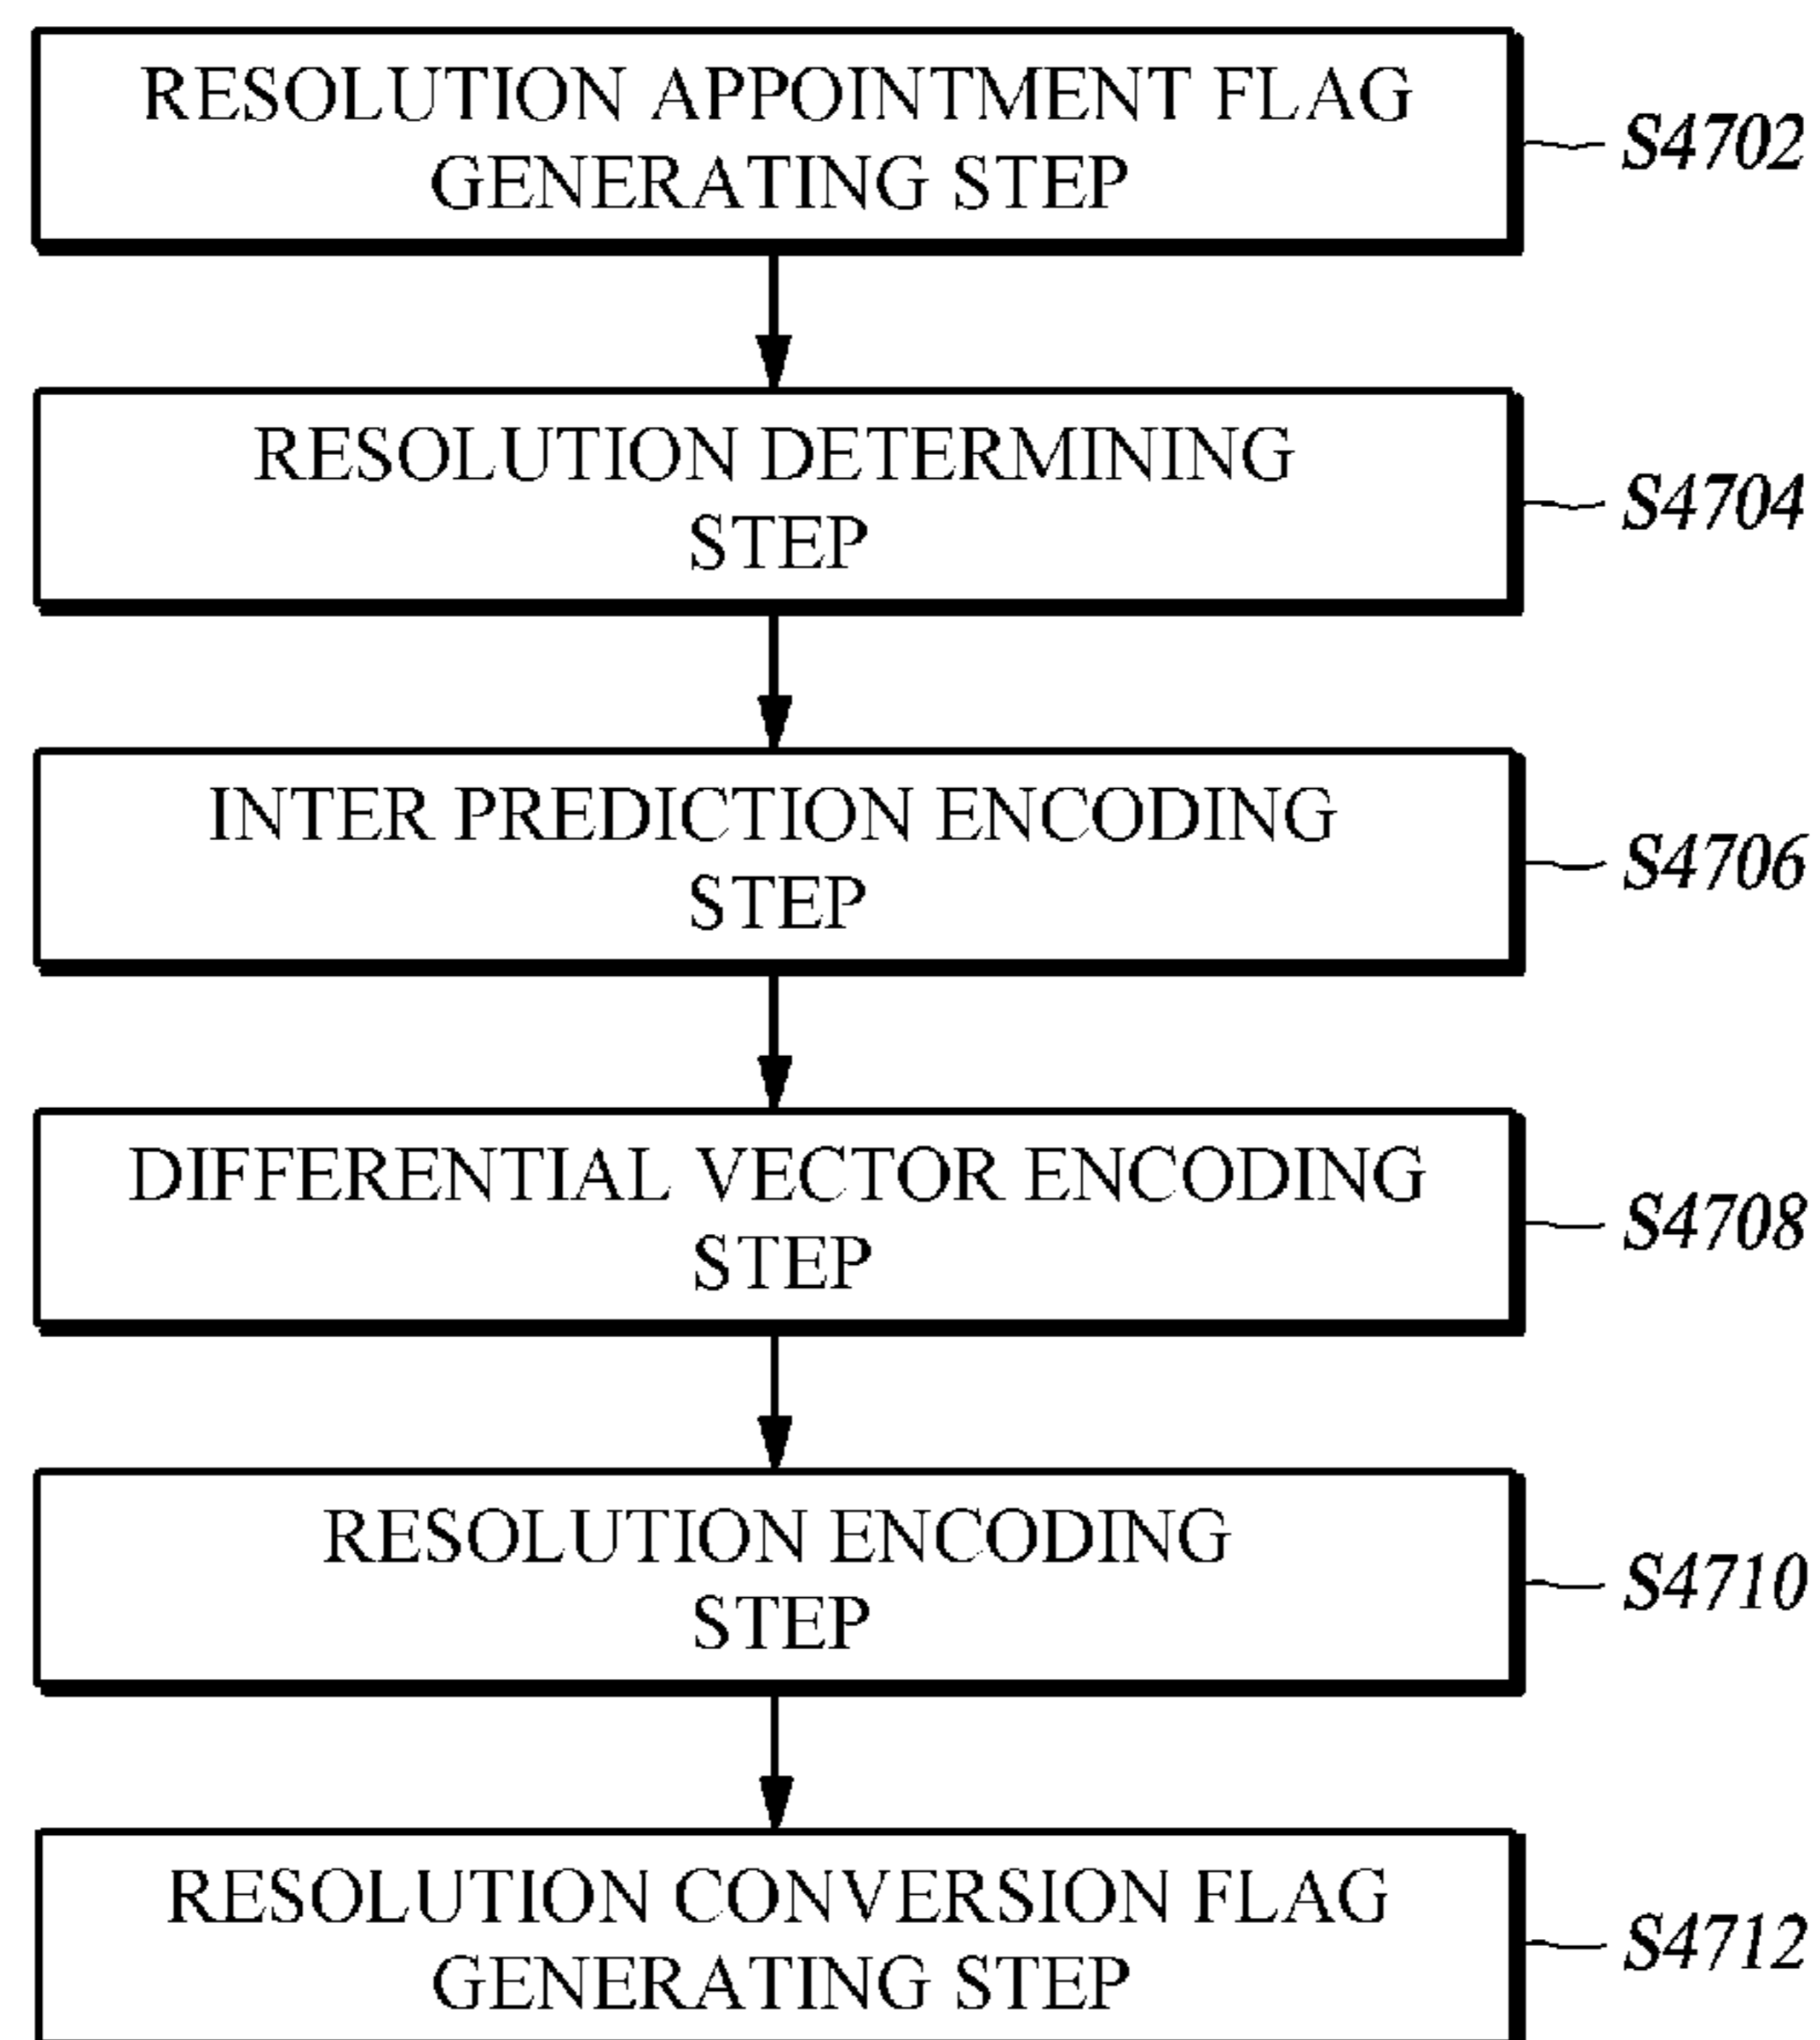 RESOLUTION APPOINTMENT FLAG
GENERATING STEP
S4702
RESOLUTION DETERMINING
STEP
S4704
INTER PREDICTION ENCODING
STEP
S4706
DIFFERENTIAL VECTOR ENCODING
STEP
S4708
RESOLUTION ENCODING
STEP
S4710
RESOLUTION CONVERSION FLAG
GENERATING STEP
S4712